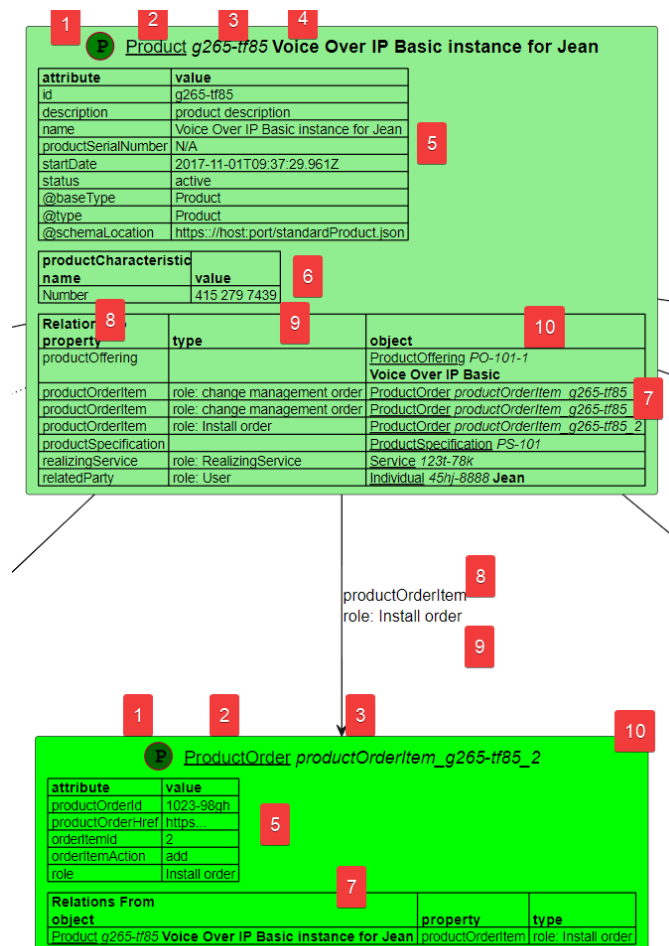 1 2 3 4
P Product g265-tf85 Voice Over IP Basic instance for Jean
attribute value
id g265-tf85
description product description
name Voice Over IP Basic instance for Jean
productSerialNumber N/A
startDate 2017-11-01T09:37:29.961Z
status active
@baseType Product
@type Product
@schemaLocation https://host:port/standardProduct.json
5
productCharacteristic
name value
Number 415 279 7439
6
8 9 10
property type object
productOffering ProductOffering PO-101-1
Voice Over IP Basic
productOrderItem role: change management order ProductOrder productOrderItem_g265-tf85
productOrderItem role: change management order ProductOrder productOrderItem_g265-tf85
productOrderItem role: Install order ProductOrder productOrderItem_g265-tf85_2
7
productSpecification ProductSpecification PS-101
realizingService role: RealizingService Service 123t-78k
relatedParty role: User Individual 45hj-8888 Jean
8
productOrderItem
role: Install order
9
1 2 3 10
P ProductOrder productOrderItem_g265-tf85_2
attribute value
productOrderId 1023-98gh
productOrderHref https...
orderItemId 2
orderItemAction add
role Install order
5
7
Relations From
object property type
Product g265-tf85 Voice Over IP Basic instance for Jean productOrderItem role: Install order